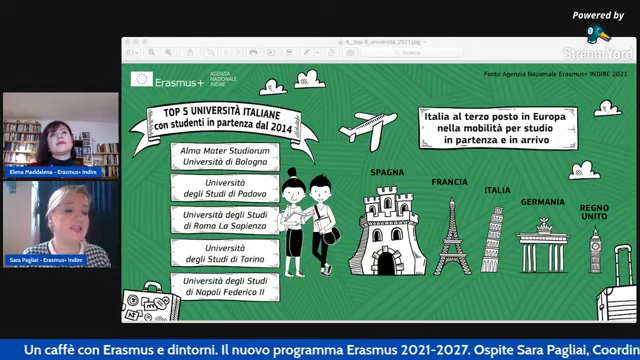 Powered by
StreamYard
4._top-9_università_2021.jpg
Ricerca
Erasmus+
AGENZIA
NAZIONALE
INDIRE
Fonte Agenzia Nazionale Erasmus+ INDIRE 2021
TOP 5 UNIVERSITÀ ITALIANE
con studenti in partenza dal 2014
Alma Mater Studiorum
Università di Bologna
Università
degli Studi di Padova
Università degli Studi
di Roma La Sapienza
Università
degli Studi di Torino
Università degli Studi
di Napoli Federico II
Italia al terzo posto in Europa
nella mobilità per studio
in partenza e in arrivo
SPAGNA
FRANCIA
ITALIA
GERMANIA
REGNO
UNITO
Elena Maddalena - Erasmus+ Indire
Sara Pagliai - Erasmus+ Indire
Un caffè con Erasmus e dintorni. Il nuovo programma Erasmus 2021-2027. Ospite Sara Pagliai, Coordin